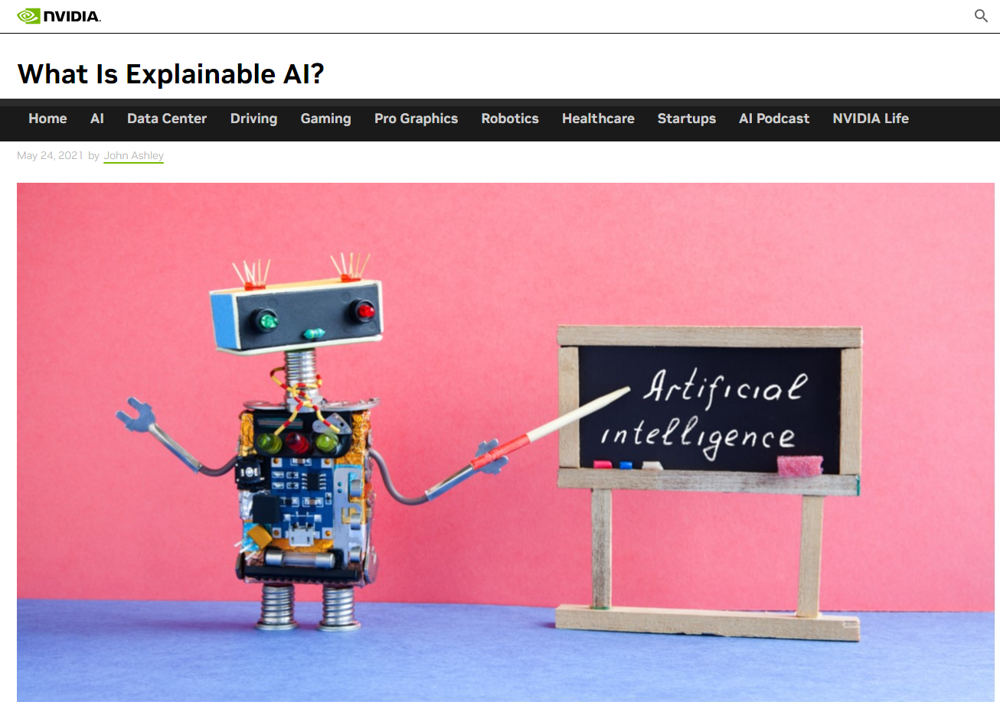 NVIDIA.
What Is Explainable AI?
Home AI Data Center Driving Gaming Pro Graphics Robotics Healthcare Startups AI Podcast NVIDIA Life
May 24, 2021 by John Ashley
Artificial
intelligence